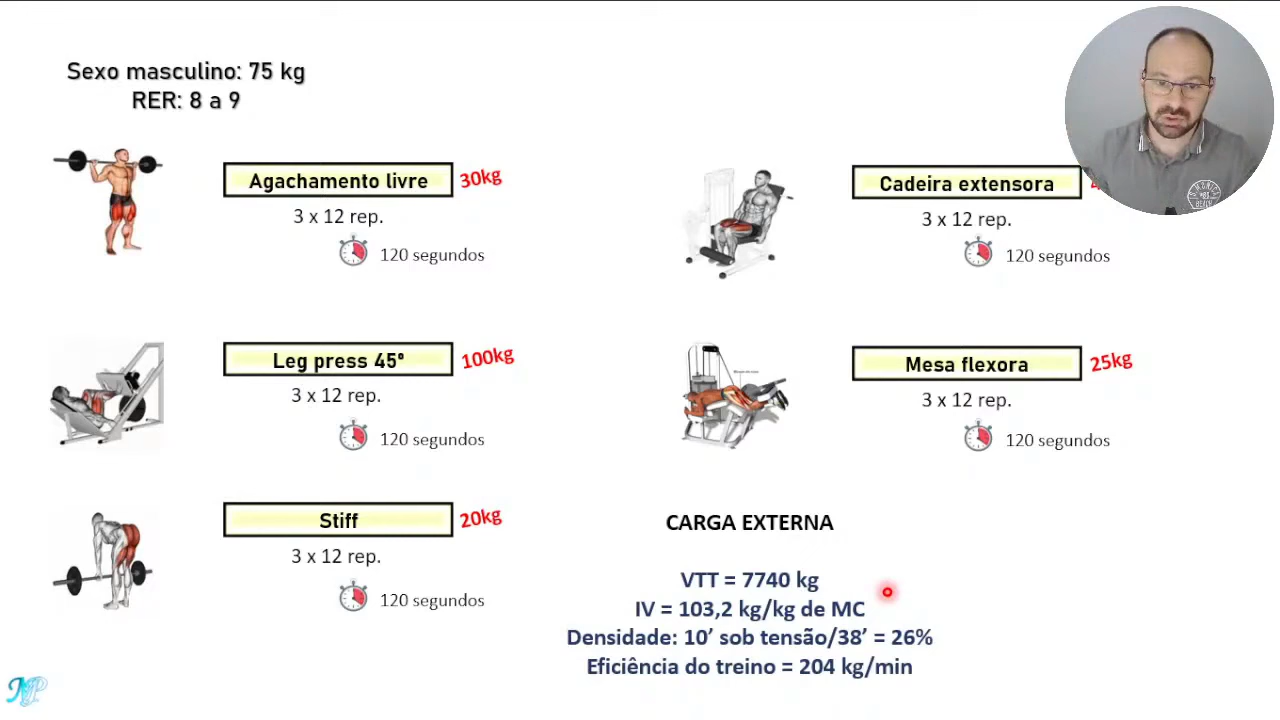 Sexo masculino: 75 kg
RER: 8 a 9
Agachamento livre 30kg
3 x 12 rep.
120 segundos
Leg press 45º 100kg
3 x 12 rep.
120 segundos
Stiff 20kg
3 x 12 rep.
120 segundos
Cadeira extensora
3 x 12 rep.
120 segundos
Mesa flexora 25kg
3 x 12 rep.
120 segundos
CARGA EXTERNA
VTT = 7740 kg
IV = 103,2 kg/kg de MC
Densidade: 10’ sob tensão/38’ = 26%
Eficiência do treino = 204 kg/min